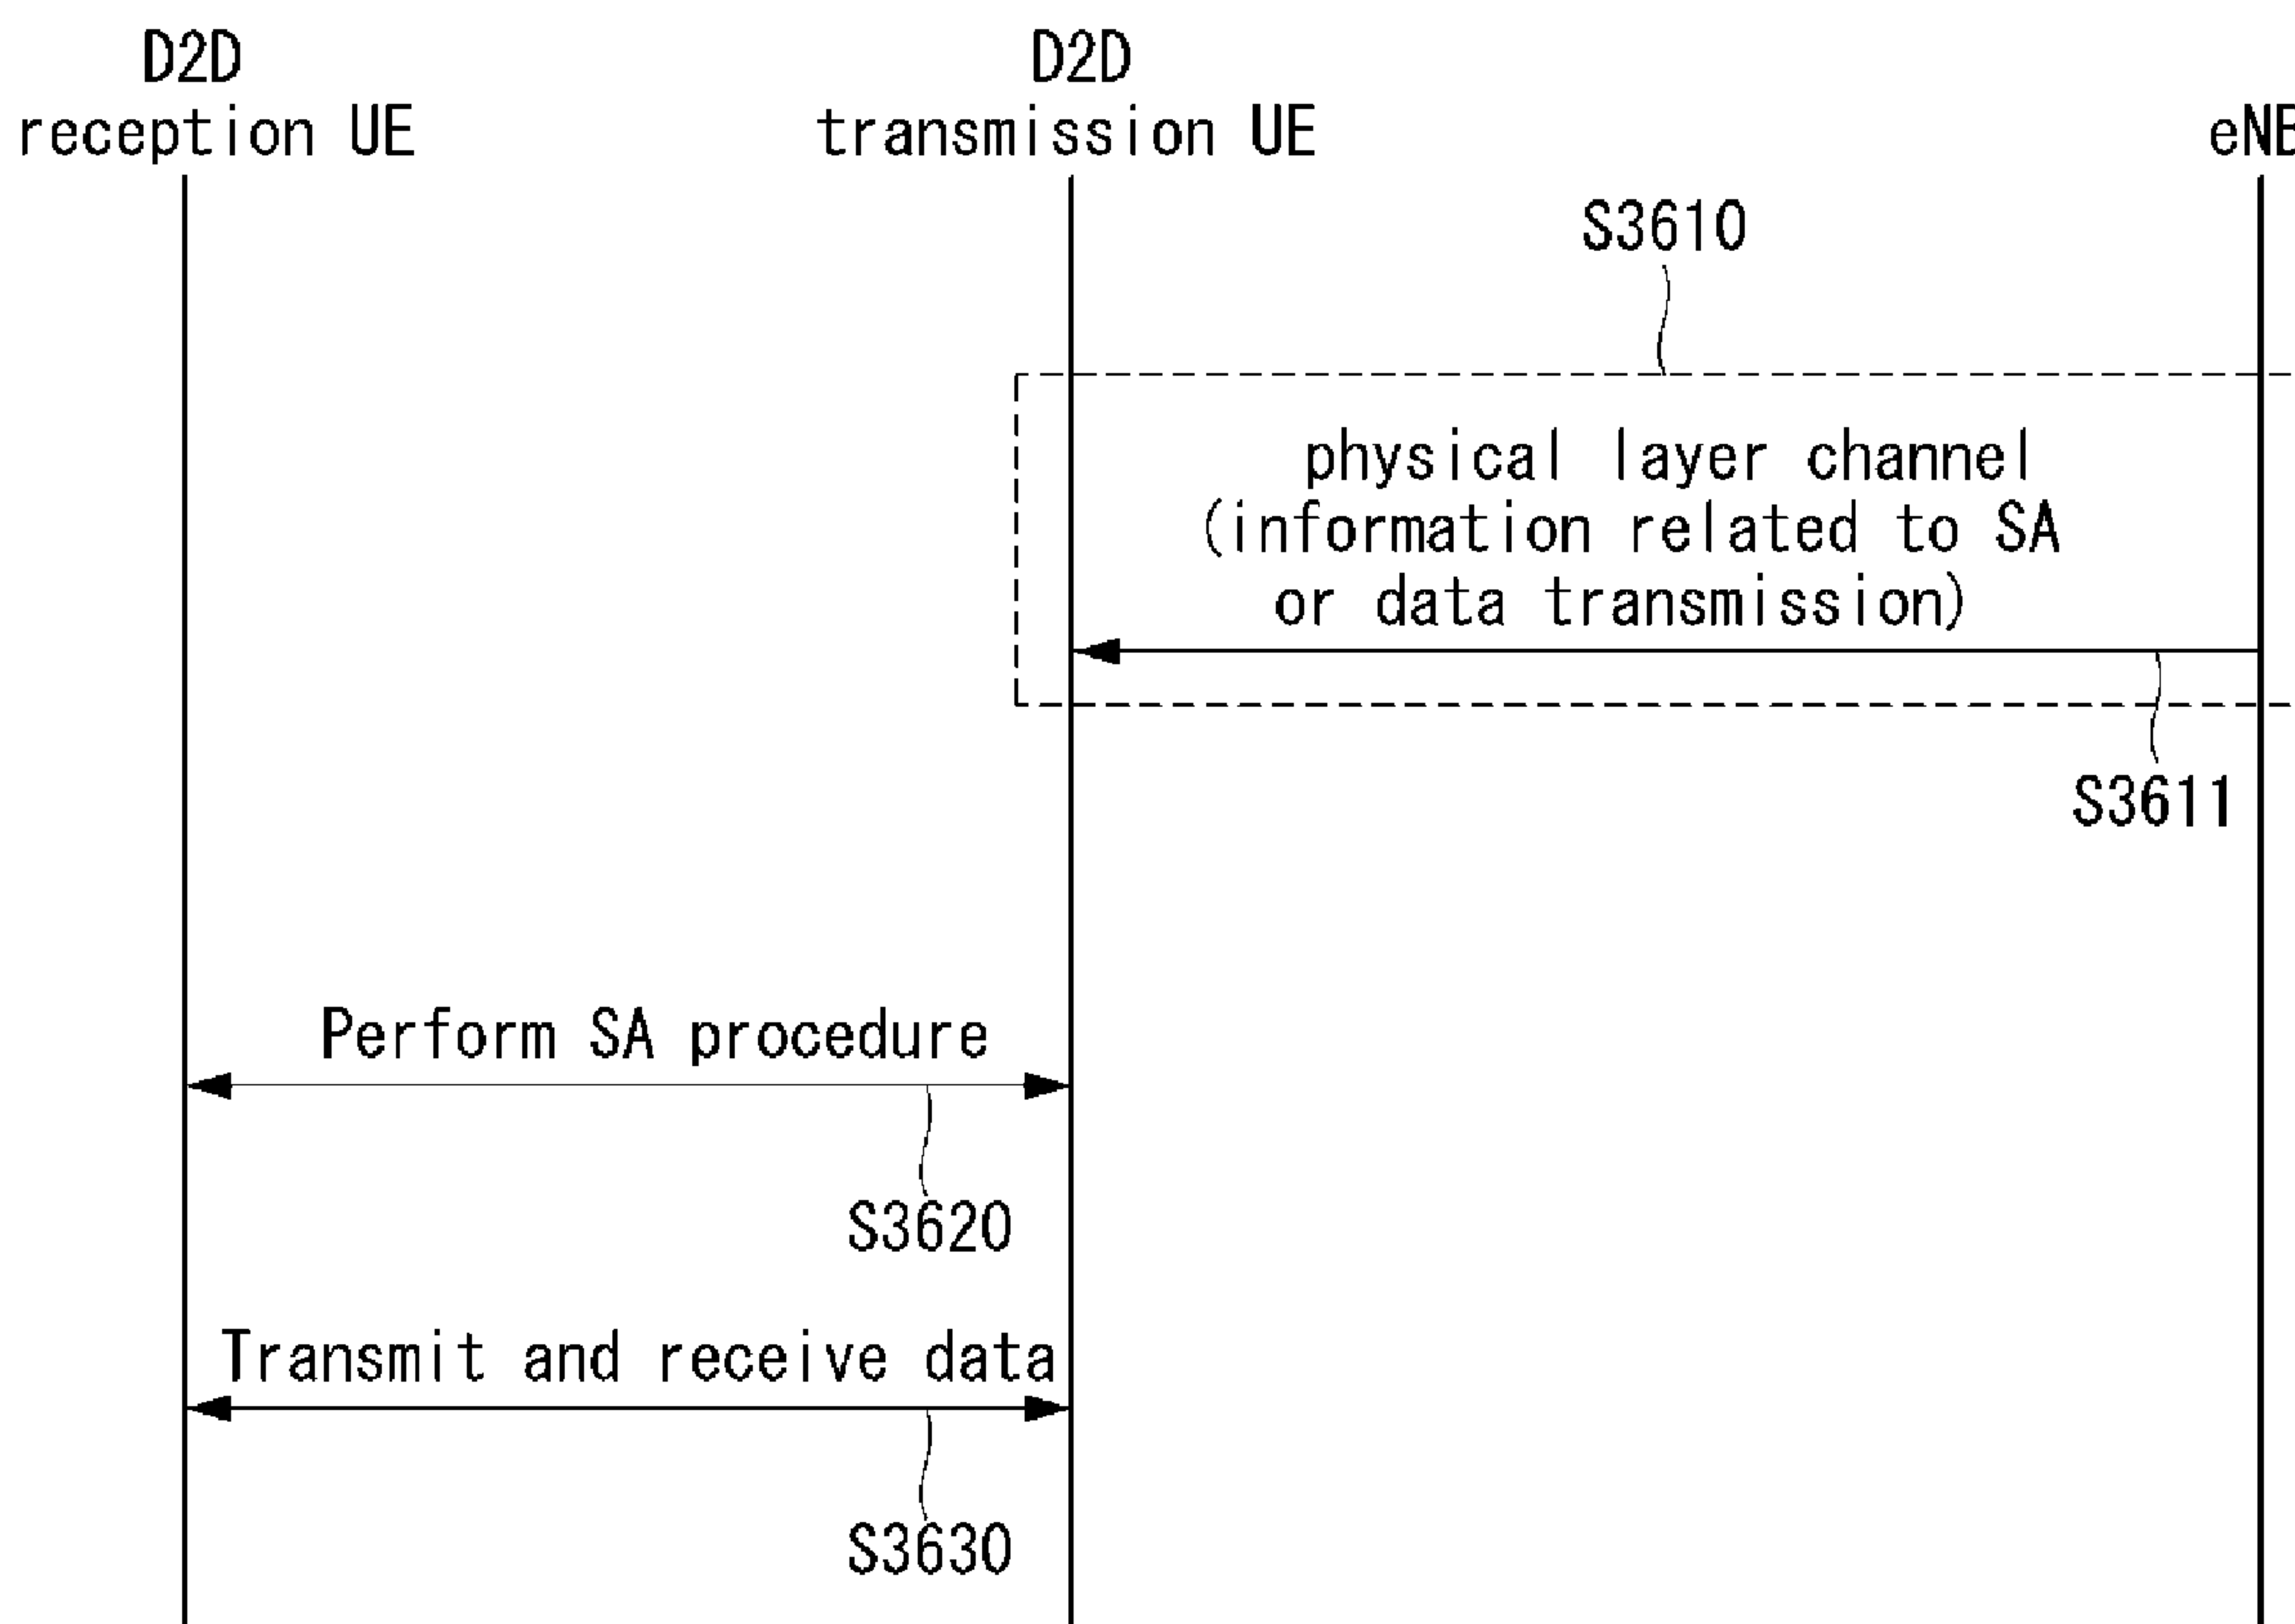 D2D
reception UE
D2D
transmission UE
eNB
S3610
physical layer channel
(information related to SA
or data transmission)
S3611
Perform SA procedure
S3620
Transmit and receive data
S3630